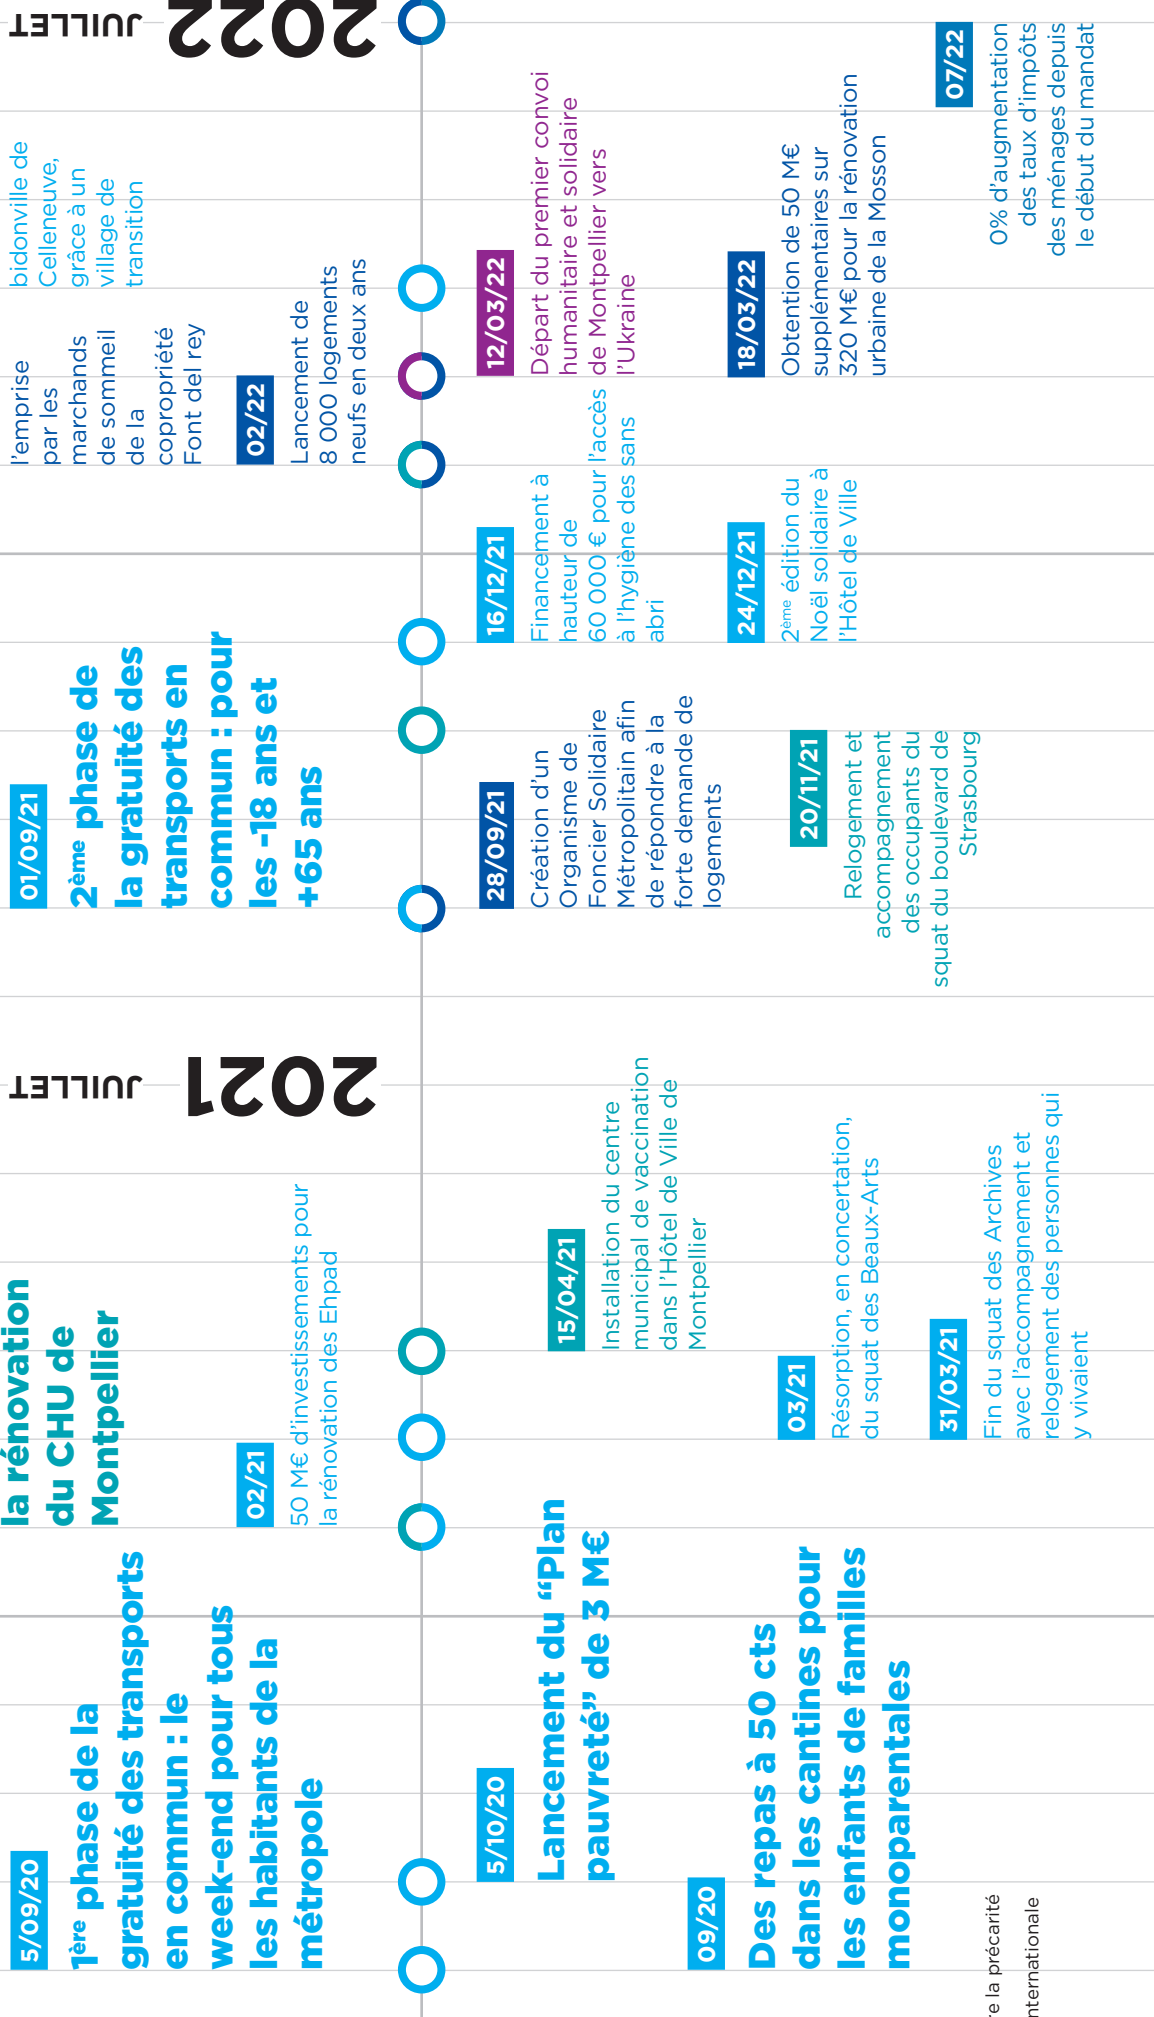 5/09/20
1ère phase de la
gratuité des transports
en commun : le
week-end pour tous
les habitants de la
métropole
la rénovation
du CHU de
Montpellier
02/21
50 M€ d'investissements pour
la rénovation des Ehpad
JUILLET
2021
01/09/21
2ème phase de
la gratuité des
transports en
commun : pour
les -18 ans et
+65 ans
l'emprise
par les
marchands
de sommeil
de la
copropriété
Font del rey
02/22
Lancement de
8 000 logements
neufs en deux ans
bidonville de
Celleneuve,
grâce à un
village de
transition
JUILLET
2022
5/10/20
Lancement du “Plan
pauvreté” de 3 M€
09/20
Des repas à 50 cts
dans les cantines pour
les enfants de familles
monoparentales
re la précarité
nternationale
15/04/21
Installation du centre
municipal de vaccination
dans l'Hôtel de Ville de
Montpellier
03/21
Résorption, en concertation,
du squat des Beaux-Arts
31/03/21
Fin du squat des Archives
avec l'accompagnement et
relogement des personnes qui
y vivaient
28/09/21
Création d'un
Organisme de
Foncier Solidaire
Métropolitain afin
de répondre à la
forte demande de
logements
20/11/21
Relogement et
accompagnement
des occupants du
squat du boulevard de
Strasbourg
16/12/21
Financement à
hauteur de
60 000 € pour l'accès
à l'hygiène des sans
abri
24/12/21
2ème édition du
Noël solidaire à
l'Hôtel de Ville
12/03/22
Départ du premier convoi
humanitaire et solidaire
de Montpellier vers
l'Ukraine
18/03/22
Obtention de 50 M€
supplémentaires sur
320 M€ pour la rénovation
urbaine de la Mosson
07/22
0% d'augmentation
des taux d'impôts
des ménages depuis
le début du mandat